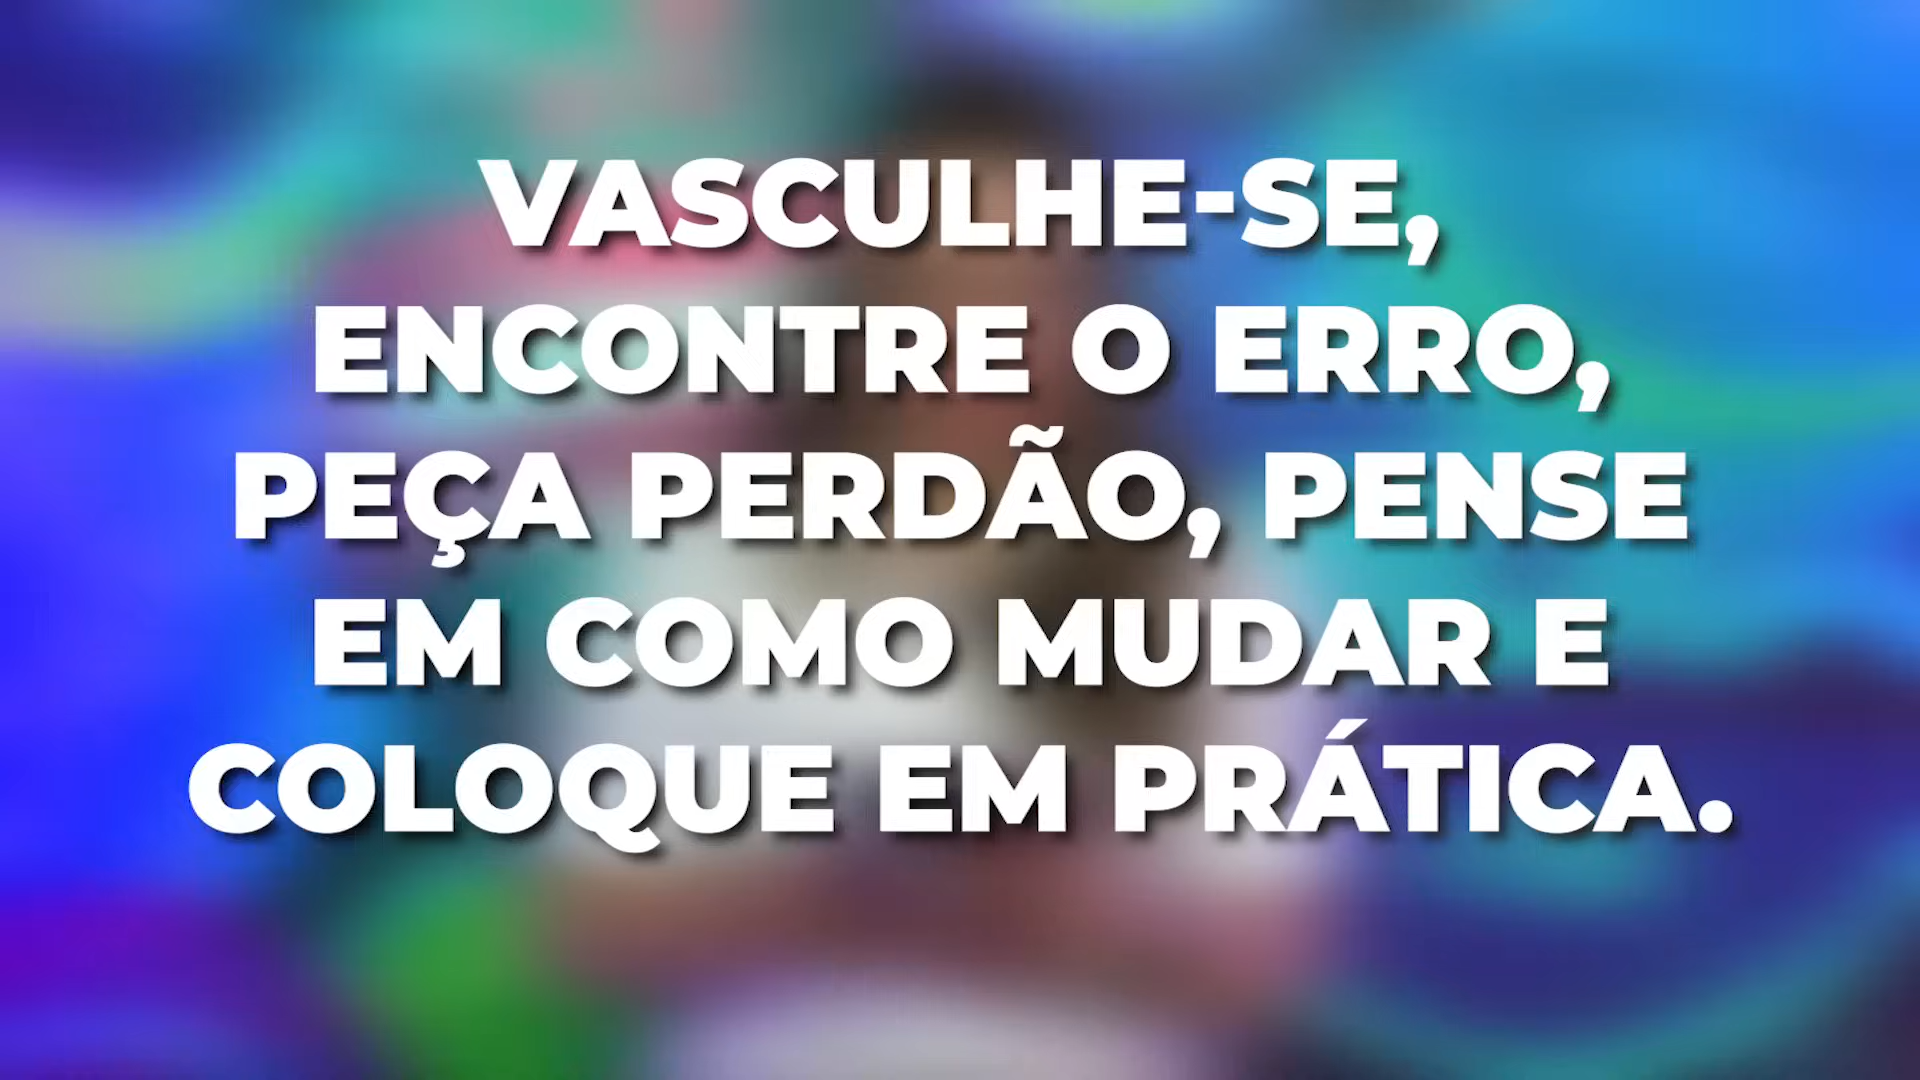 VASCULHE-SE,
ENCONTRE O ERRO,
PEÇA PERDÃO, PENSE
EM COMO MUDAR E
COLOQUE EM PRÁTICA.